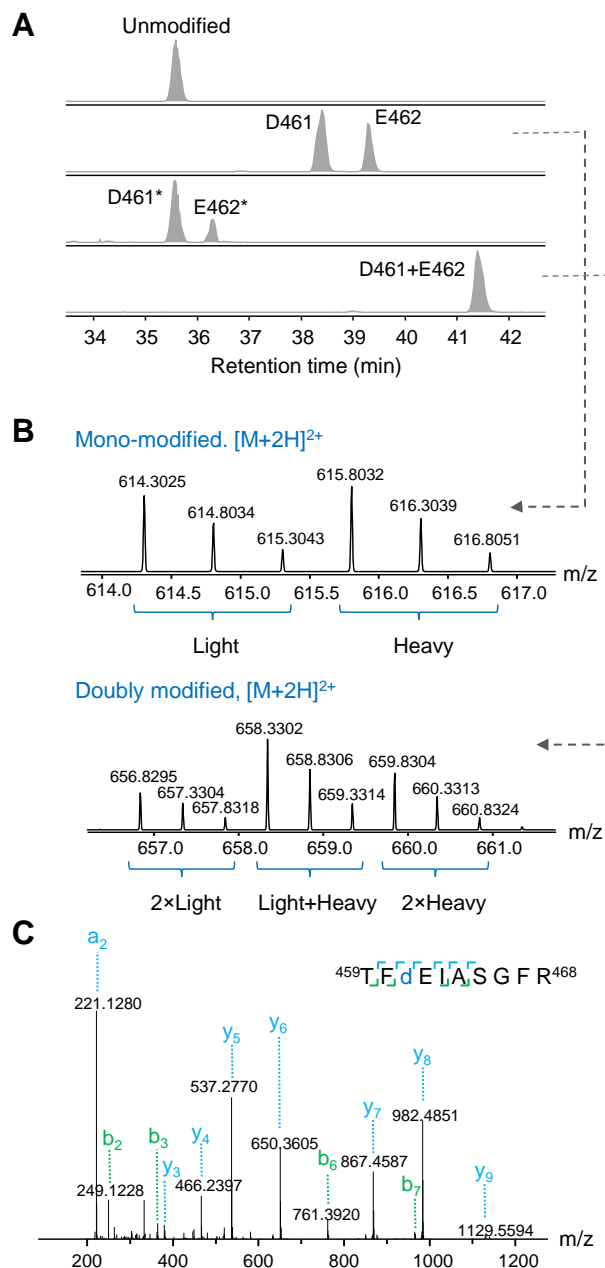 A
Unmodified
D461
E462
D461*
E462*
D461+E462
34 35 36 37 38 39 40 41 42
Retention time (min)
B
Mono-modified. [M+2H]²⁺
615.8032
614.3025
614.8034
616.3039
615.3043
616.8051
614.0 614.5 615.0 615.5 616.0 616.5 617.0
m/z
Light
Heavy
Doubly modified, [M+2H]²⁺
658.3302
658.8306
659.8304
656.8295
657.3304
659.3314
660.3313
657.8318
660.8324
657.0 658.0 659.0 660.0 661.0
m/z
2×Light
Light+Heavy
2×Heavy
C
a₂
⁴⁵⁹TFdEIASGFR⁴⁶⁸
221.1280
y₅
y₆
y₈
537.2770
y₇
982.4851
b₂
b₃
y₄
650.3605
867.4587
y₃
466.2397
b₆
b₇
y₉
249.1228
761.3920
1129.5594
m/z
200 400 600 800 1000 1200